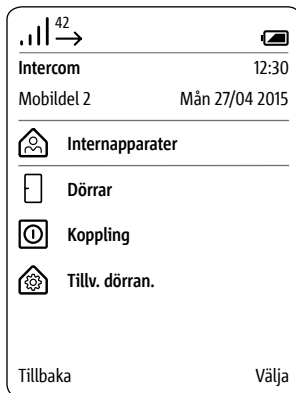 42
Intercom 12:30
Mobildel 2 Mån 27/04 2015
Internapparater
Dörrar
Koppling
Tillv. dörran.
Tillbaka Välja